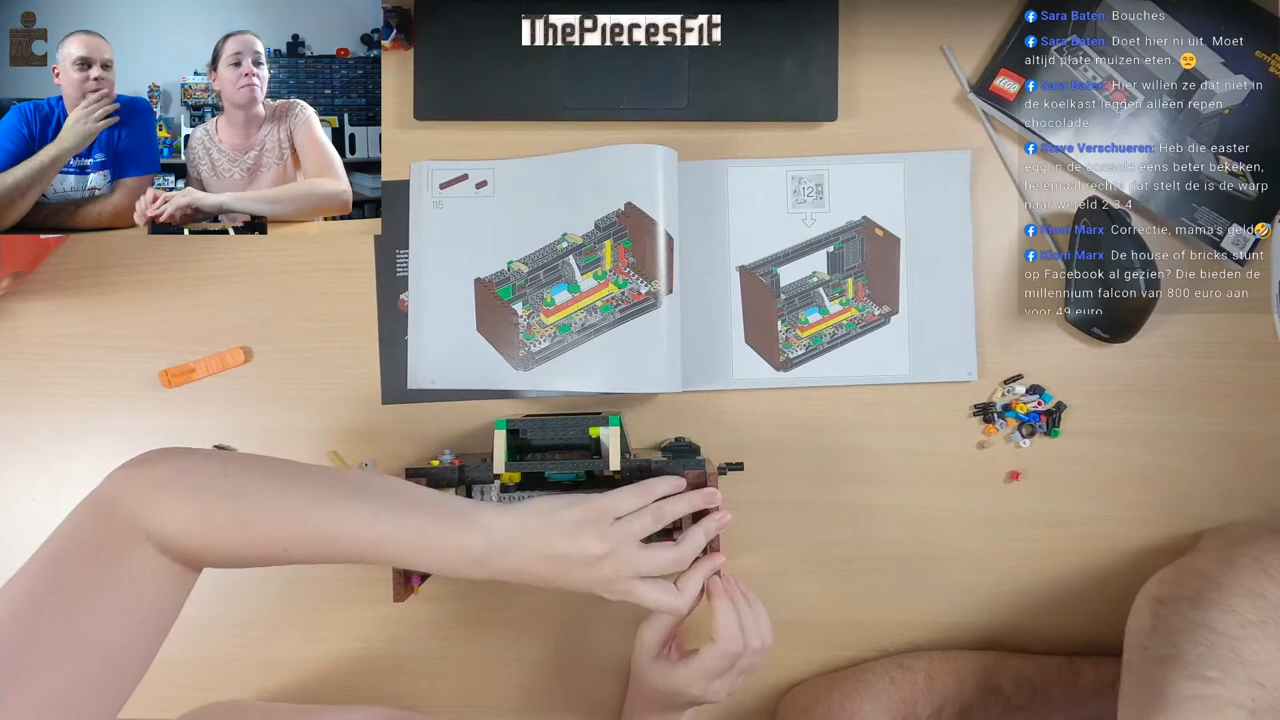 ThePiecesFit
Sara Baten: Bouches
Sara Baten: Doet hier ni uit. Moet
altijd plate muizen eten. 😒
Sara Baten: Hier willen ze dat niet in
de koelkast leggen alleen repen
chocolade
Steve Verschueren: Heb die easter
egg in de console eens beter bekeken,
helemaal recht, dat stelt de is de warp
naar wereld 2 3 4
Kioni Marx: Correctie, mama's geld🤣
Kioni Marx: De house of bricks stunt
op Facebook al gezien? Die bieden de
millennium falcon van 800 euro aan
voor 49 euro
LEGO
115
12